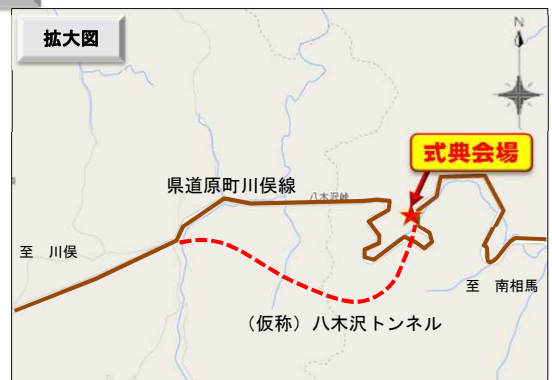 拡大図
N
式典会場
県道原町川俣線
八木沢峠
至 川俣
至 南相馬
（仮称）八木沢トンネル